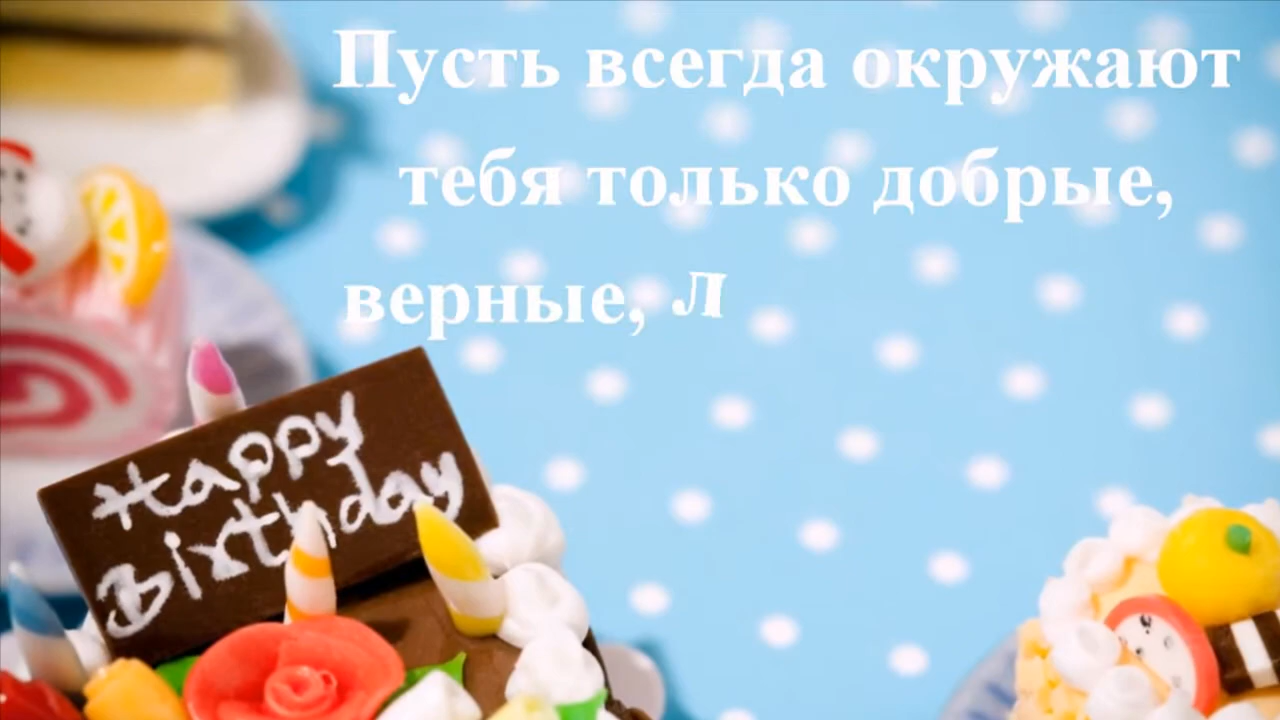 Пусть всегда окружают
тебя только добрые,
верные, л
Happy
Birthday